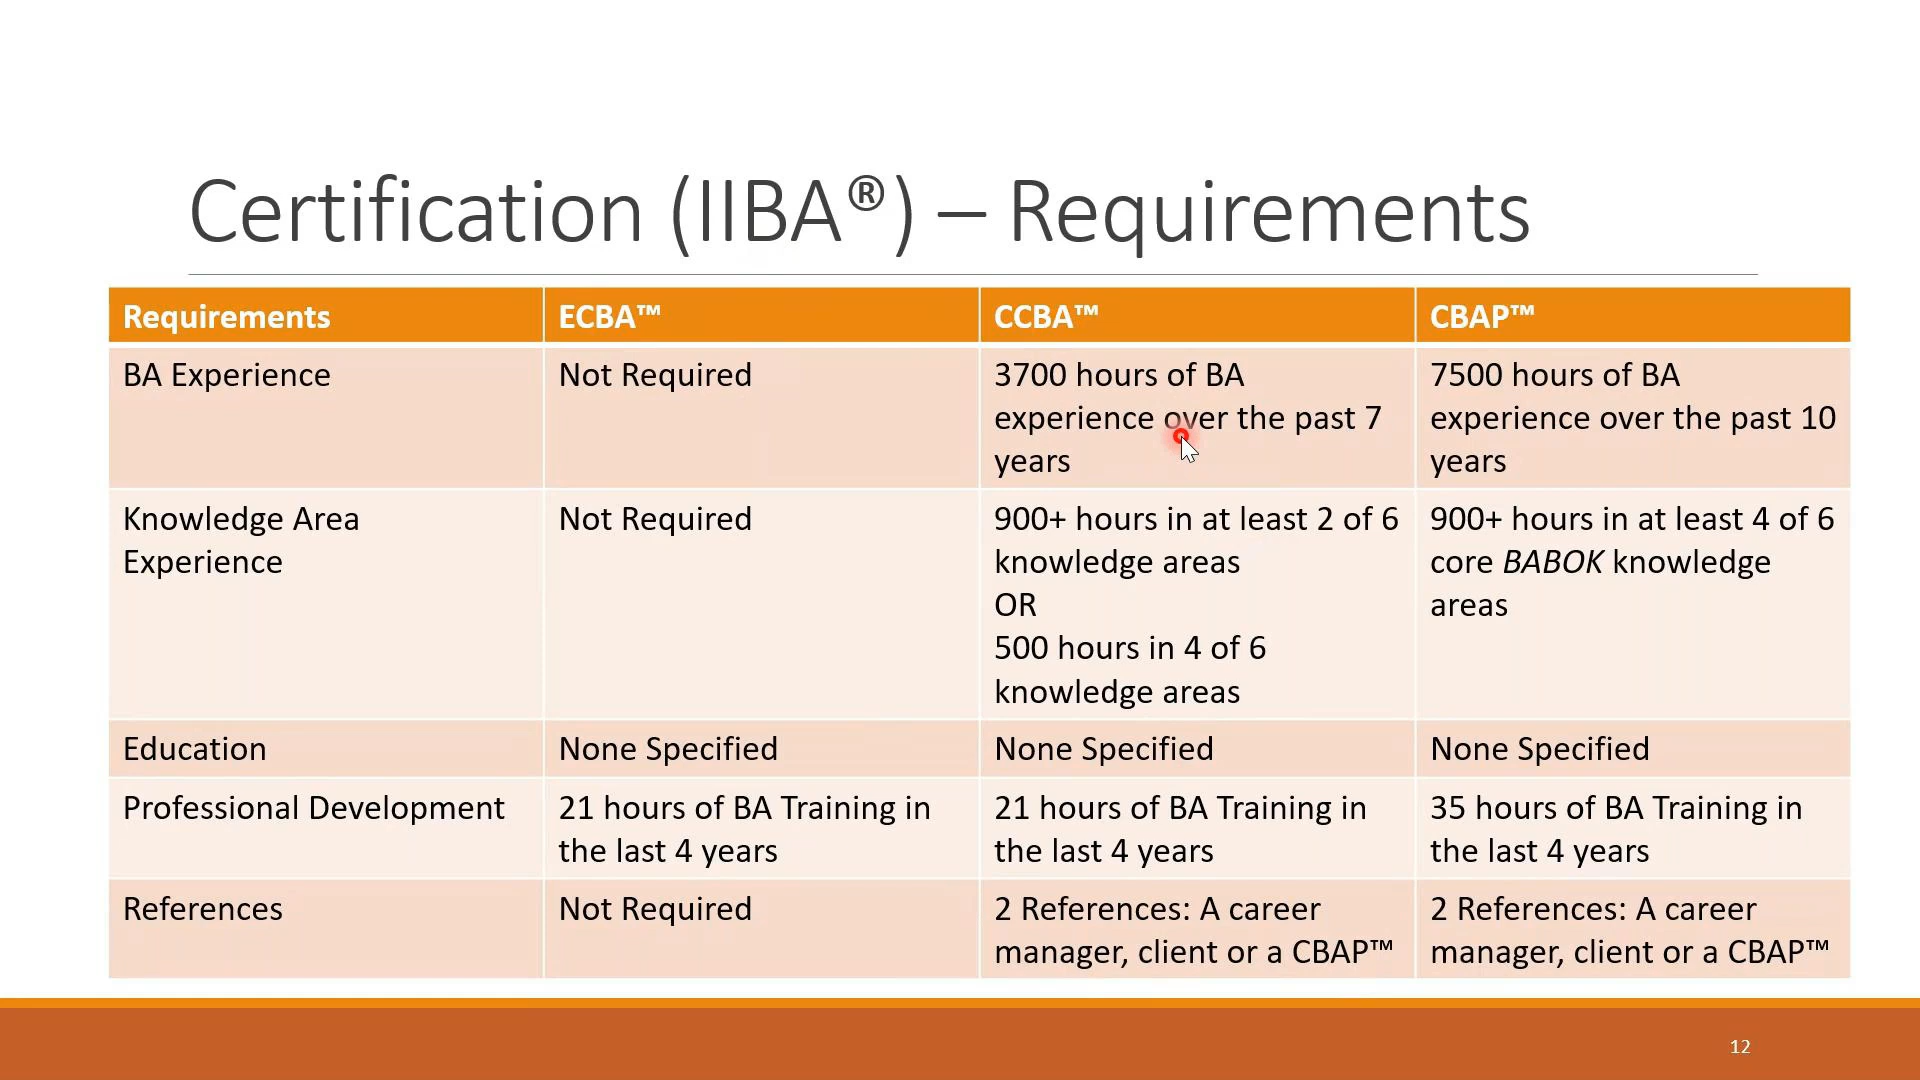 Certification (IIBA®) – Requirements
Requirements
ECBA™
CCBA™
CBAP™
BA Experience
Not Required
3700 hours of BA
experience over the past 7
years
7500 hours of BA
experience over the past 10
years
Knowledge Area
Experience
Not Required
900+ hours in at least 2 of 6
knowledge areas
OR
500 hours in 4 of 6
knowledge areas
900+ hours in at least 4 of 6
core BABOK knowledge
areas
Education
None Specified
None Specified
None Specified
Professional Development
21 hours of BA Training in
the last 4 years
21 hours of BA Training in
the last 4 years
35 hours of BA Training in
the last 4 years
References
Not Required
2 References: A career
manager, client or a CBAP™
2 References: A career
manager, client or a CBAP™
12